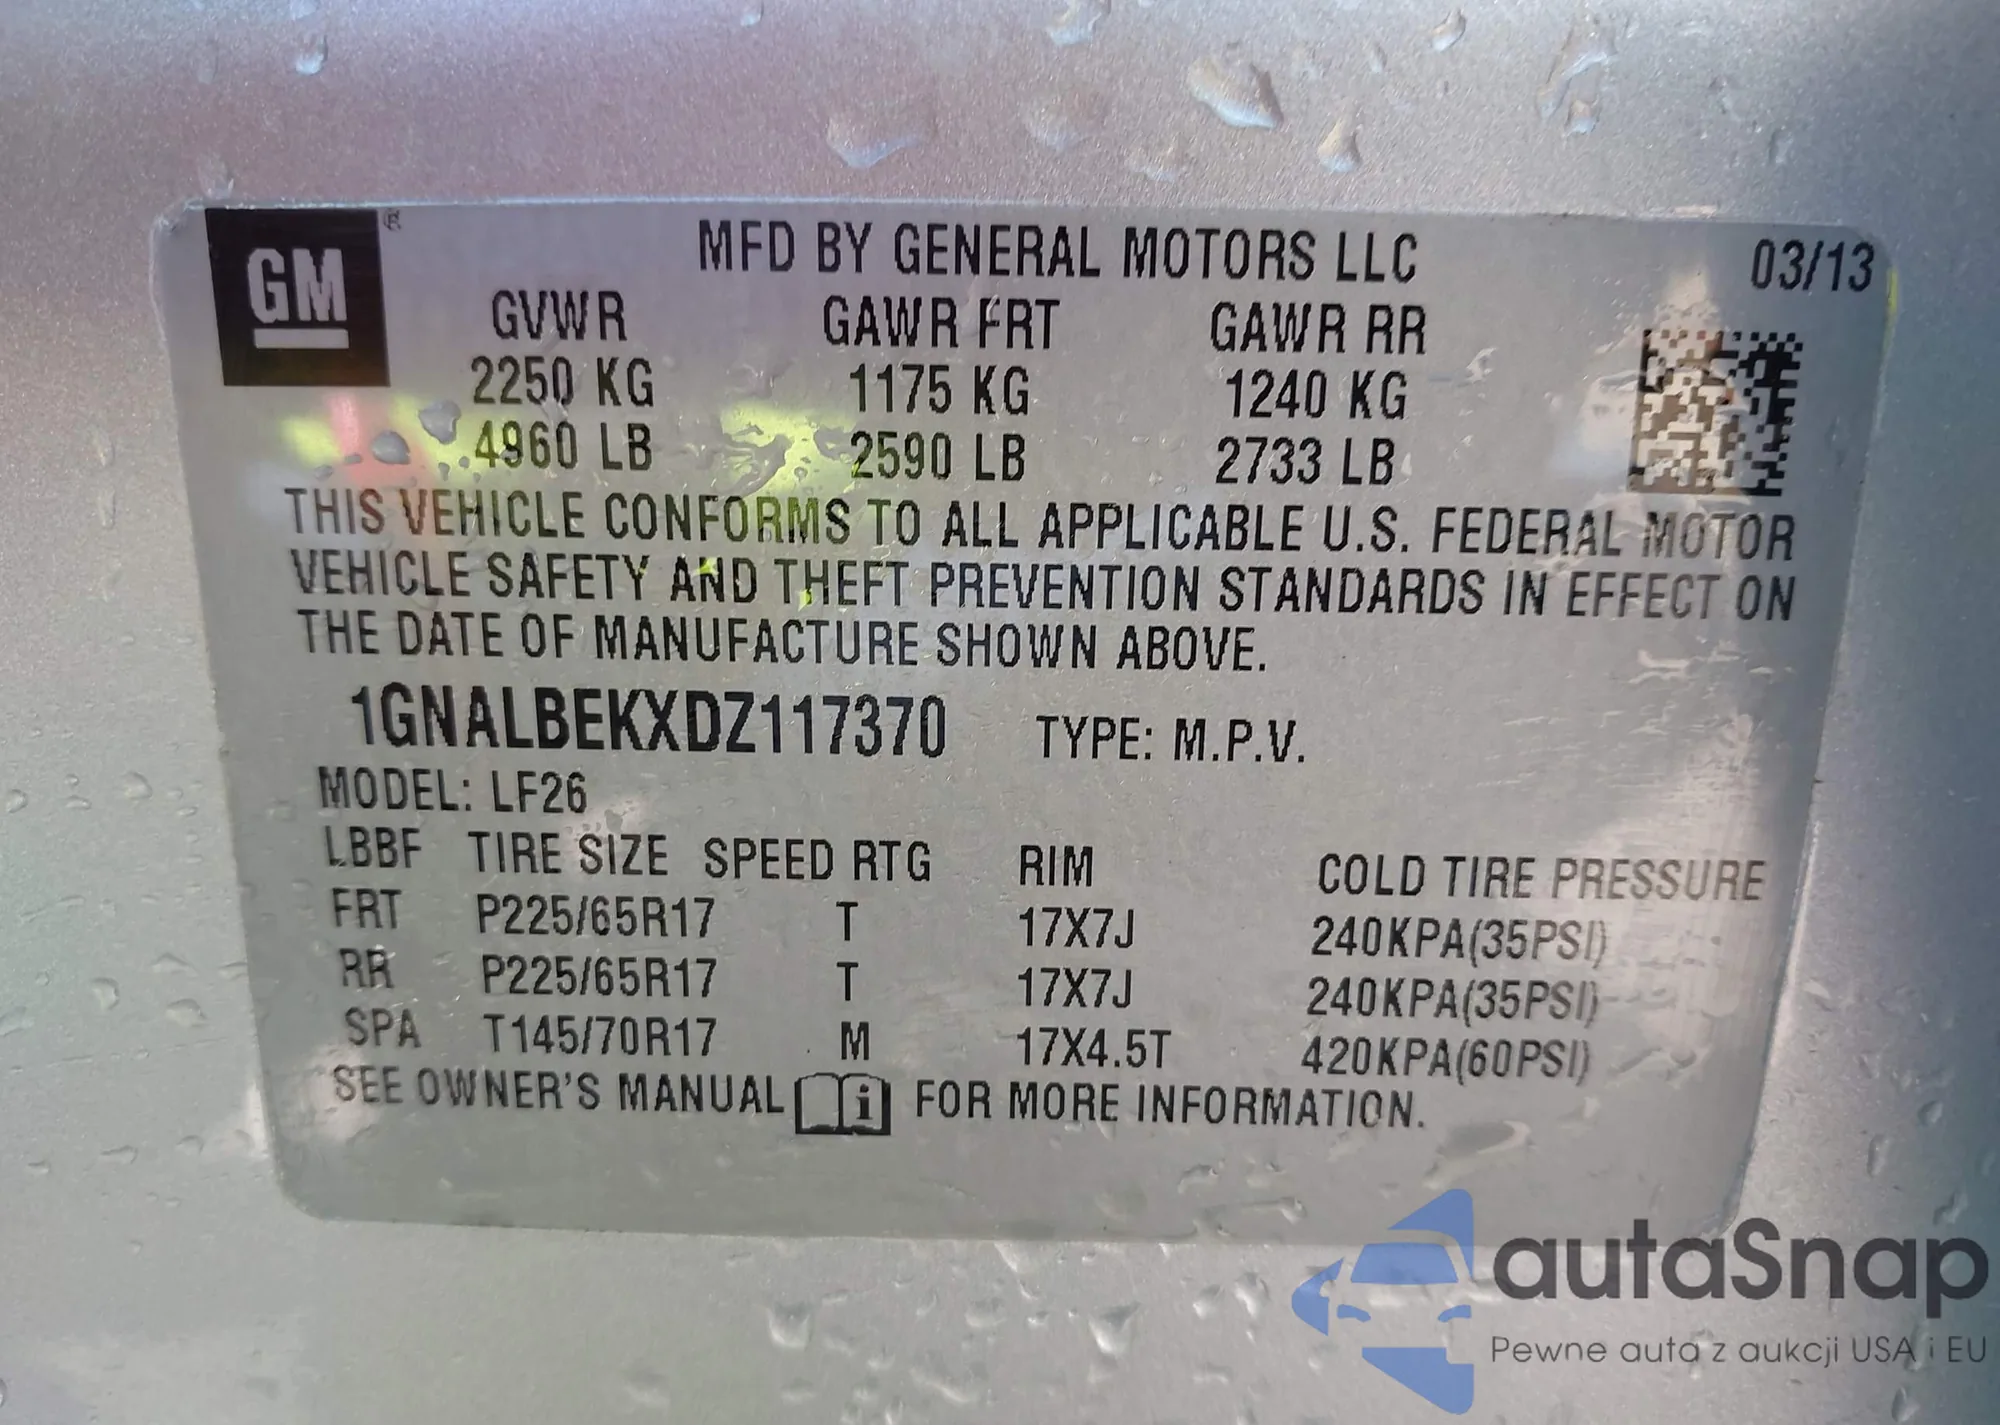 GM ®
MFD BY GENERAL MOTORS LLC 03/13
GVWR GAWR FRT GAWR RR
2250 KG 1175 KG 1240 KG
4960 LB 2590 LB 2733 LB
THIS VEHICLE CONFORMS TO ALL APPLICABLE U.S. FEDERAL MOTOR
VEHICLE SAFETY AND THEFT PREVENTION STANDARDS IN EFFECT ON
THE DATE OF MANUFACTURE SHOWN ABOVE.
1GNALBEKXDZ117370 TYPE: M.P.V.
MODEL: LF26
LBBF TIRE SIZE SPEED RTG RIM COLD TIRE PRESSURE
FRT P225/65R17 T 17X7J 240KPA(35PSI)
RR P225/65R17 T 17X7J 240KPA(35PSI)
SPA T145/70R17 M 17X4.5T 420KPA(60PSI)
SEE OWNER'S MANUAL i FOR MORE INFORMATION.
autaSnap
Pewne auta z aukcji USA i EU